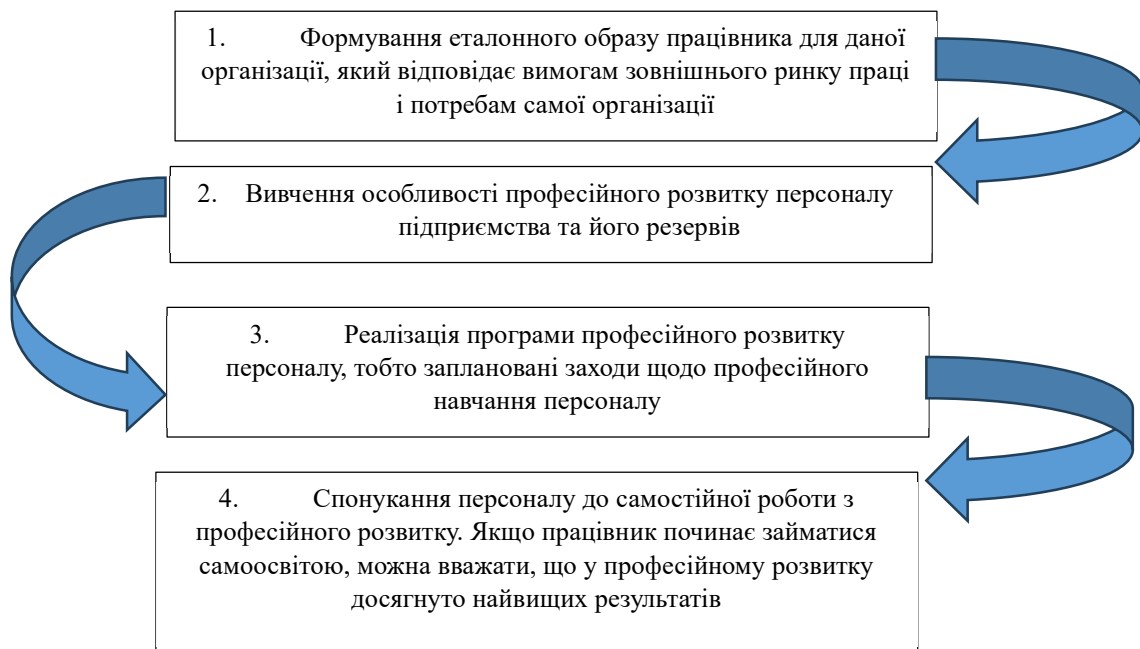 1. Формування еталонного образу працівника для даної
організації, який відповідає вимогам зовнішнього ринку праці
і потребам самої організації
2. Вивчення особливості професійного розвитку персоналу
підприємства та його резервів
3. Реалізація програми професійного розвитку
персоналу, тобто заплановані заходи щодо професійного
навчання персоналу
4. Спонукання персоналу до самостійної роботи з
професійного розвитку. Якщо працівник починає займатися
самоосвітою, можна вважати, що у професійному розвитку
досягнуто найвищих результатів